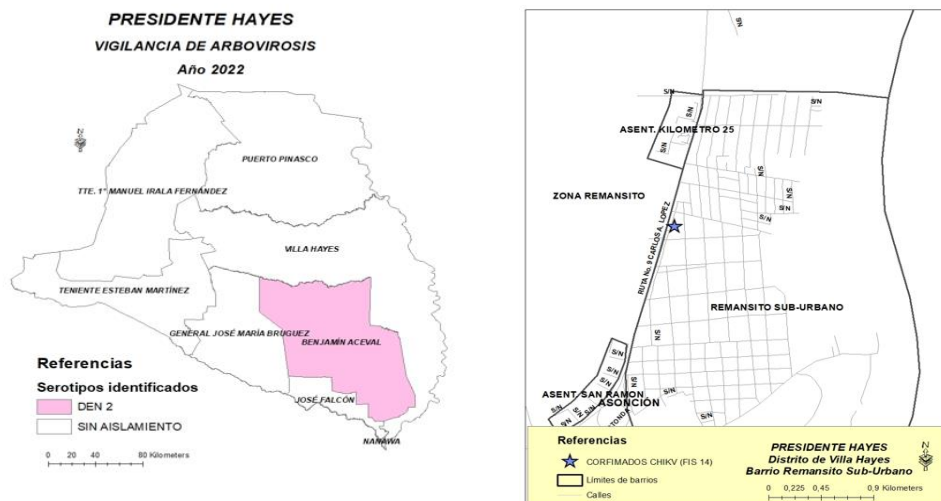 PRESIDENTE HAYES
VIGILANCIA DE ARBOVIROSIS
Año 2022
PUERTO PINASCO
TTE. 1° MANUEL IRALA FERNÁNDEZ
VILLA HAYES
TENIENTE ESTEBAN MARTÍNEZ
GENERAL JOSÉ MARÍA BRUGUEZ
BENJAMÍN ACEVAL
JOSÉ FALCÓN
NANAWA
Referencias
Serotipos identificados
DEN 2
SIN AISLAMIENTO
0 20 40 80 Kilometers
S/N
S/N
S/N
S/N
ASENT. KILOMETRO 25
S/N
S/N
S/N
ZONA REMANSITO
S/N
S/N
RUTA No. 9 CARLOS A. LOPEZ
REMANSITO SUB-URBANO
S/N
S/N
S/N
S/N
S/N
S/N
ASENT. SAN RAMON
ASONCIÓN
S/N
S/N
S/N
S/N
Referencias
CORFIMADOS CHIKV (FIS 14)
Límites de barrios
Calles
PRESIDENTE HAYES
Distrito de Villa Hayes
Barrio Remansito Sub-Urbano
0 0,225 0,45 0,9 Kilometers